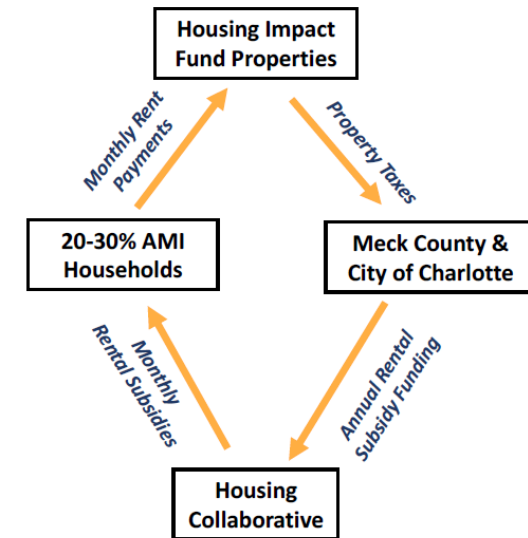 Housing Impact
Fund Properties
Monthly Rent
Payments
Property Taxes
20-30% AMI
Households
Meck County &
City of Charlotte
Monthly
Rental Subsidies
Annual Rental
Subsidy Funding
Housing
Collaborative